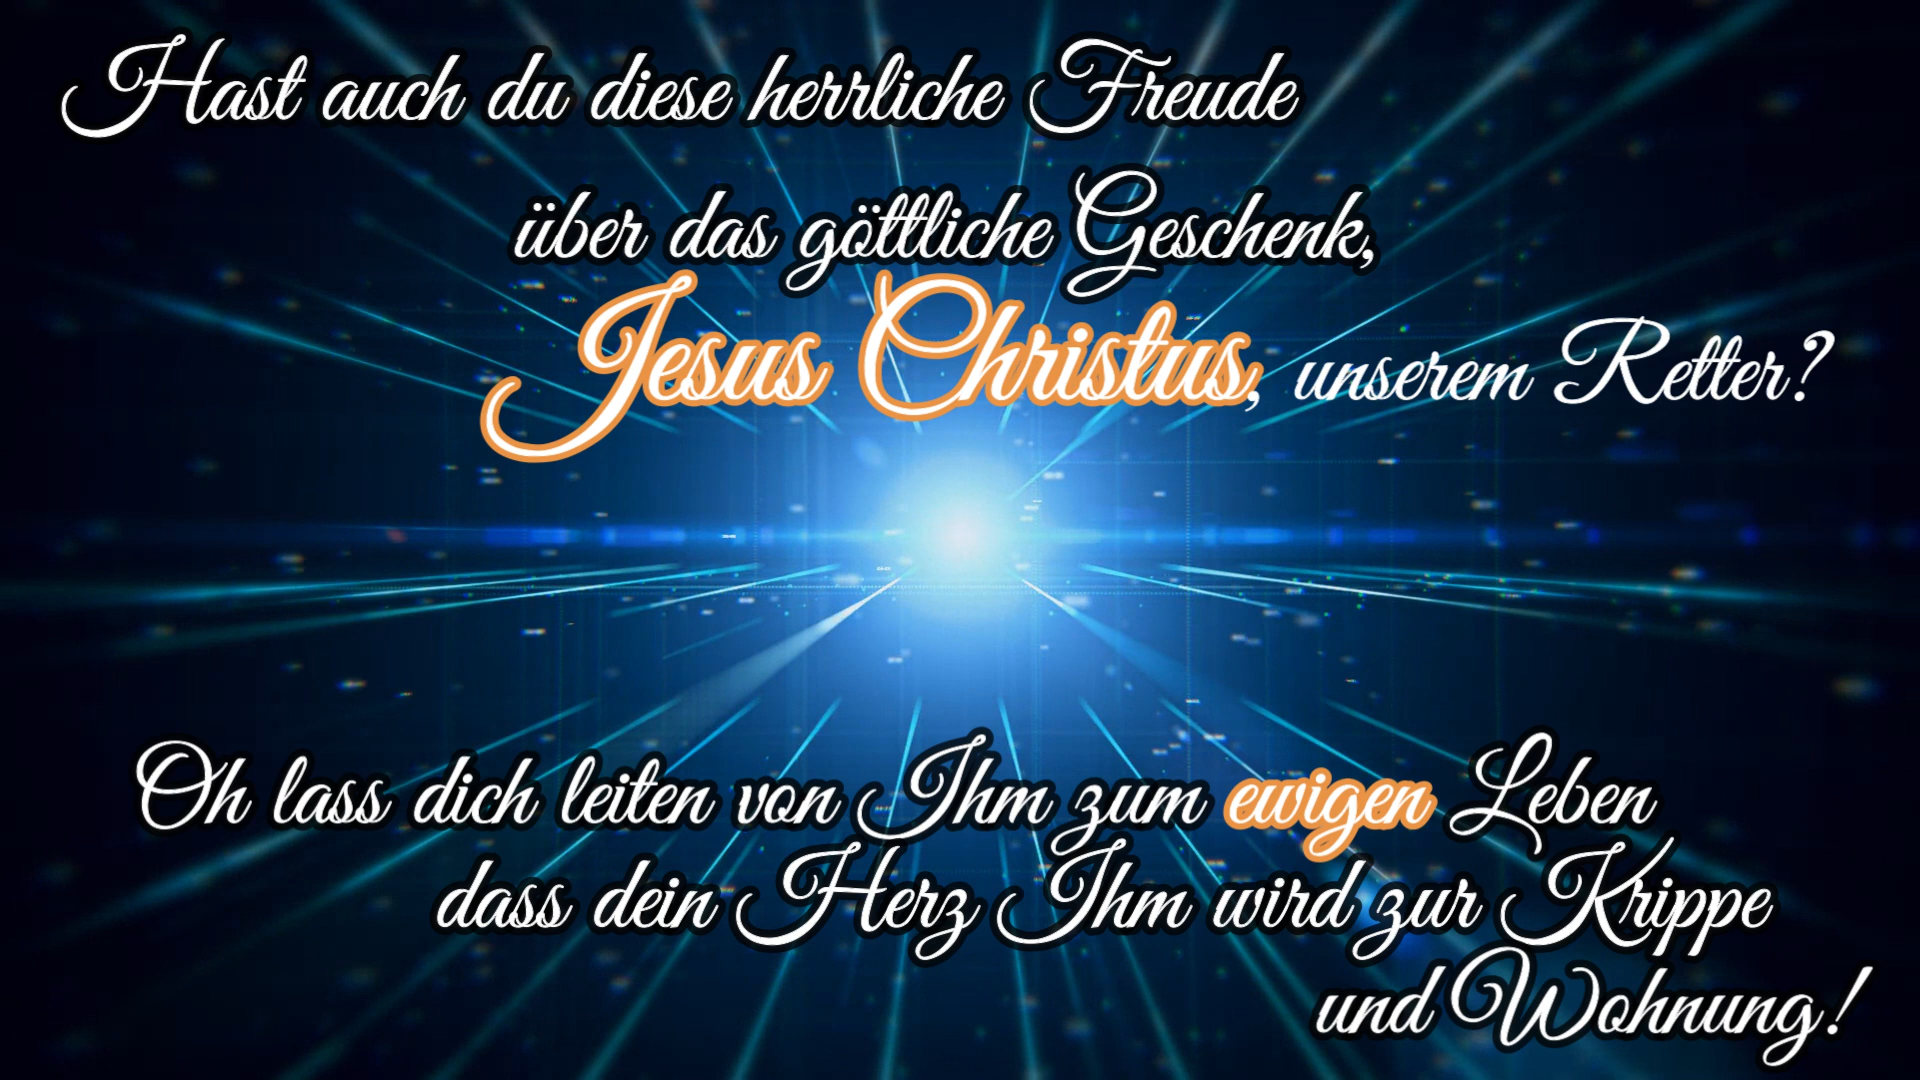 Hast auch du diese herrliche Freude
über das göttliche Geschenk,
Jesus Christus, unserem Retter?
Oh lass dich leiten von Ihm zum ewigen Leben
dass dein Herz Ihm wird zur Krippe
und Wohnung!